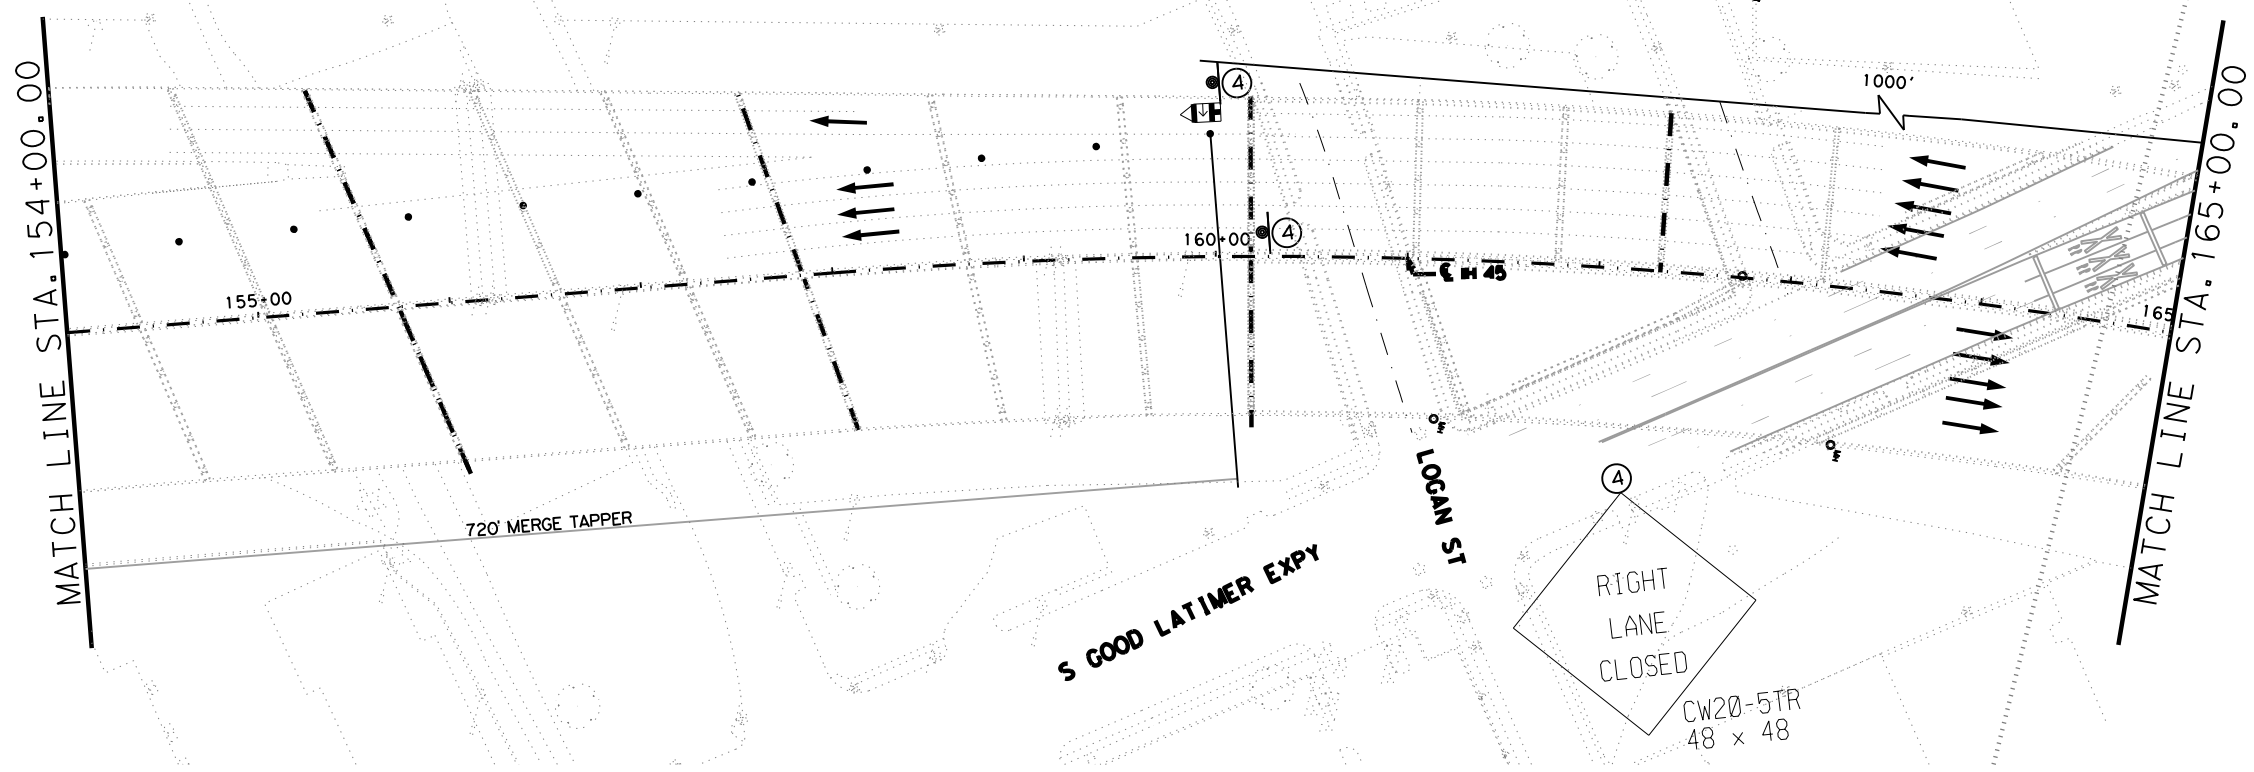 MATCH LINE STA. 154+00.00
155+00
720' MERGE TAPPER
4
4
160+00
℄ IH 45
1000'
LOGAN ST
S GOOD LATIMER EXPY
4
RIGHT
LANE
CLOSED
CW20-5TR
48 x 48
165
MATCH LINE STA. 165+00.00